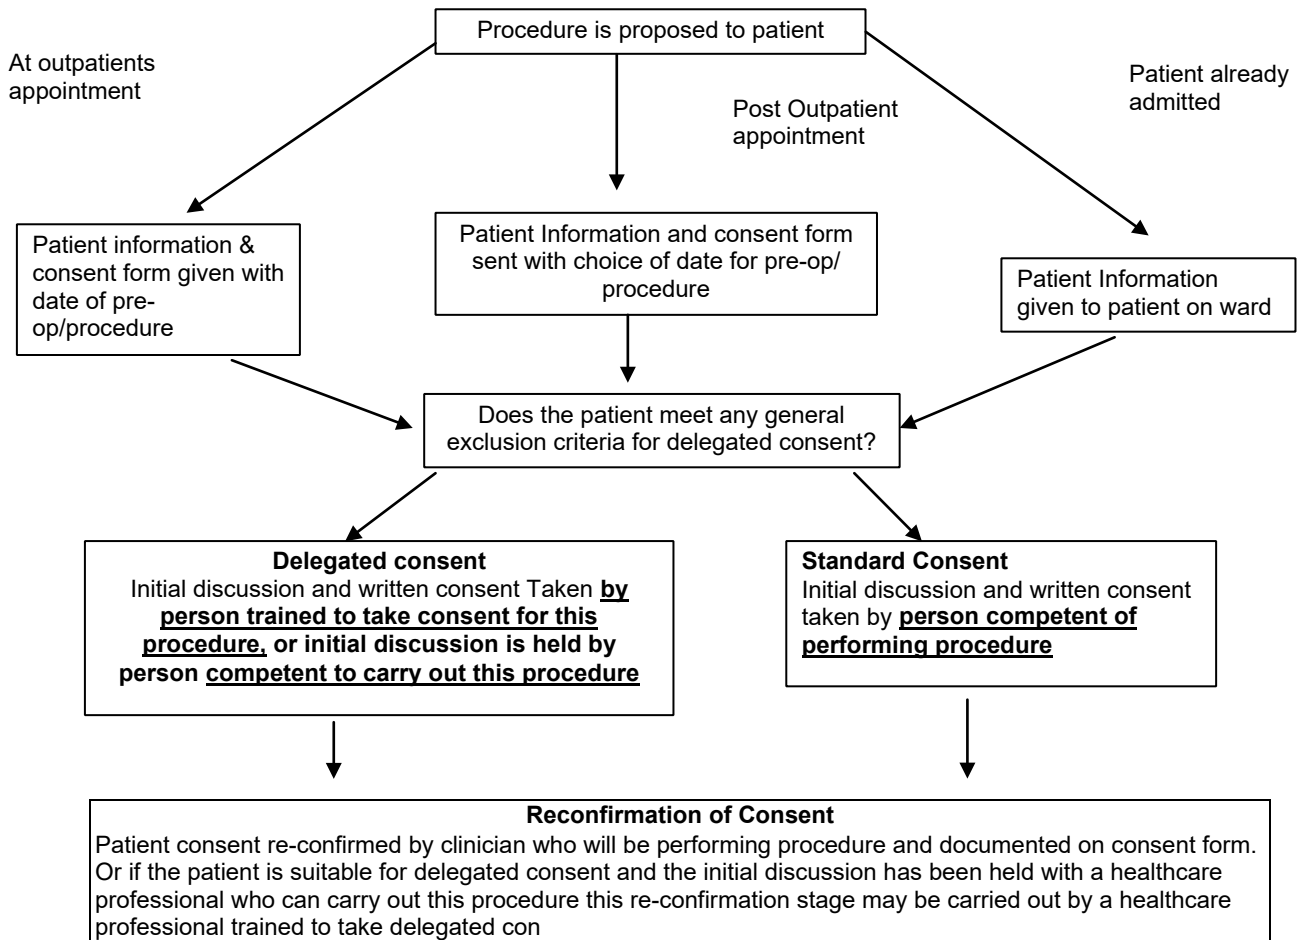 Procedure is proposed to patient
At outpatients
appointment
Post Outpatient
appointment
Patient already
admitted
Patient information &
consent form given with
date of pre-
op/procedure
Patient Information and consent form
sent with choice of date for pre-op/
procedure
Patient Information
given to patient on ward
Does the patient meet any general
exclusion criteria for delegated consent?
Delegated consent
Initial discussion and written consent Taken by
person trained to take consent for this
procedure, or initial discussion is held by
person competent to carry out this procedure
Standard Consent
Initial discussion and written consent
taken by person competent of
performing procedure
Reconfirmation of Consent
Patient consent re-confirmed by clinician who will be performing procedure and documented on consent form.
Or if the patient is suitable for delegated consent and the initial discussion has been held with a healthcare
professional who can carry out this procedure this re-confirmation stage may be carried out by a healthcare
professional trained to take delegated con